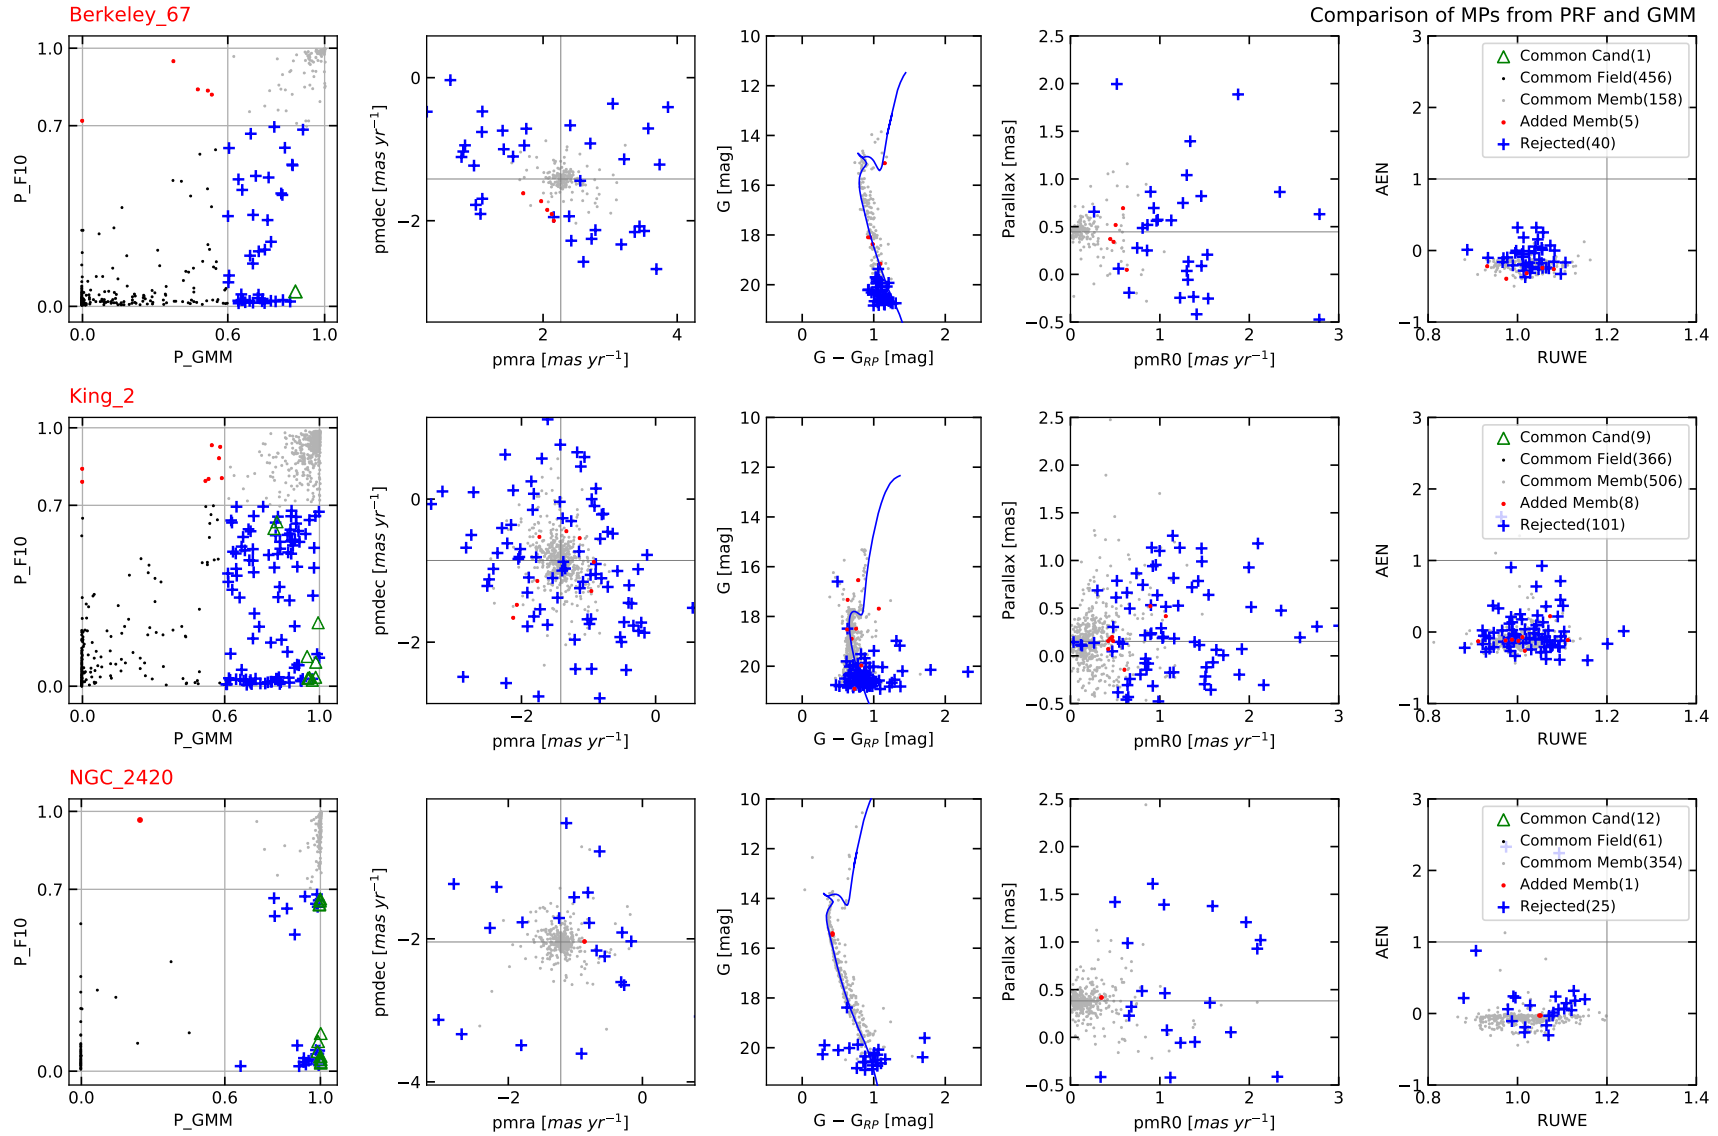 Berkeley_67
Comparison of MPs from PRF and GMM
1.0
0.7
0.0
P_F10
0.0
0.6
1.0
P_GMM
0
−2
pmdec [mas yr−1]
2
4
pmra [mas yr−1]
10
12
14
16
18
20
G [mag]
0
1
2
G − GRP [mag]
2.5
2.0
1.5
1.0
0.5
0.0
−0.5
Parallax [mas]
0
1
2
3
pmR0 [mas yr−1]
3
2
1
0
−1
AEN
0.8
1.0
1.2
1.4
RUWE
Common Cand(1)
Commom Field(456)
Commom Memb(158)
Added Memb(5)
Rejected(40)
King_2
1.0
0.7
0.0
P_F10
0.0
0.6
1.0
P_GMM
0
−2
pmdec [mas yr−1]
−2
0
pmra [mas yr−1]
10
12
14
16
18
20
G [mag]
0
1
2
G − GRP [mag]
2.5
2.0
1.5
1.0
0.5
0.0
−0.5
Parallax [mas]
0
1
2
3
pmR0 [mas yr−1]
3
2
1
0
−1
AEN
0.8
1.0
1.2
1.4
RUWE
Common Cand(9)
Commom Field(366)
Commom Memb(506)
Added Memb(8)
Rejected(101)
NGC_2420
1.0
0.7
0.0
P_F10
0.0
0.6
1.0
P_GMM
−2
−4
pmdec [mas yr−1]
−2
0
pmra [mas yr−1]
10
12
14
16
18
20
G [mag]
0
1
2
G − GRP [mag]
2.5
2.0
1.5
1.0
0.5
0.0
−0.5
Parallax [mas]
0
1
2
3
pmR0 [mas yr−1]
3
2
1
0
−1
AEN
0.8
1.0
1.2
1.4
RUWE
Common Cand(12)
Commom Field(61)
Commom Memb(354)
Added Memb(1)
Rejected(25)